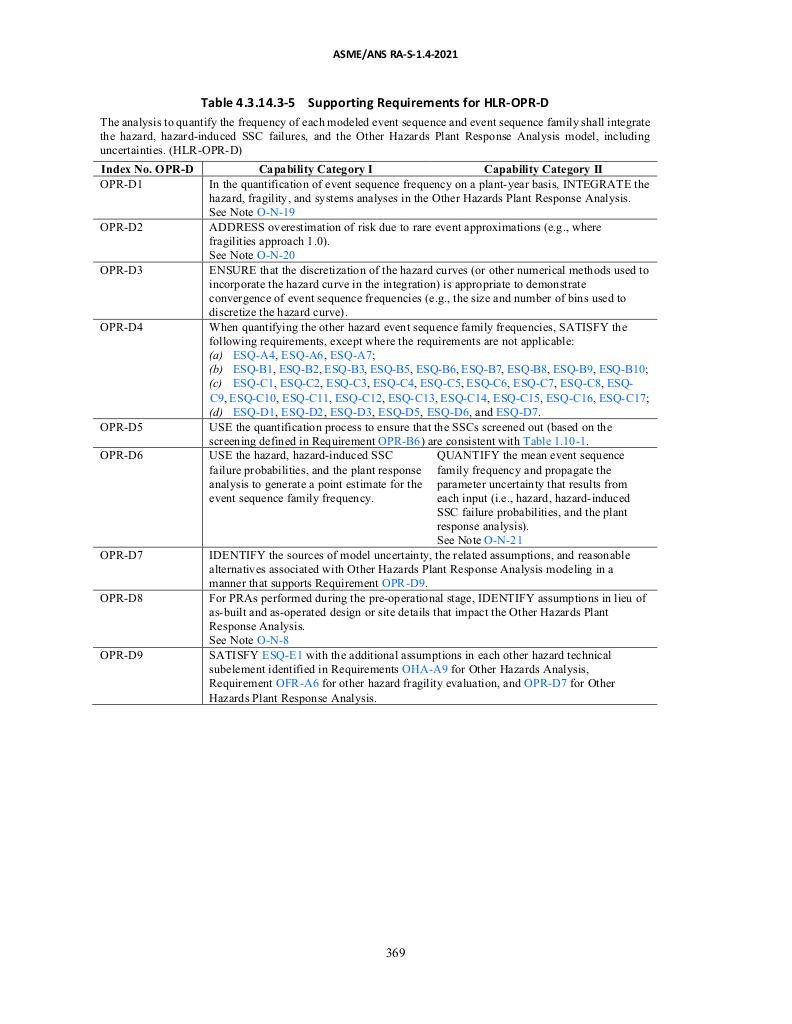 ASME/ANS RA-S-1.4-2021
Table 4.3.14.3-5 Supporting Requirements for HLR-OPR-D
The analysis to quantify the frequency of each modeled event sequence and event sequence family shall integrate
the hazard, hazard-induced SSC failures, and the Other Hazards Plant Response Analysis model, including
uncertainties. (HLR-OPR-D)
Index No. OPR-D Capability Category I Capability Category II
OPR-D1 In the quantification of event sequence frequency on a plant-year basis, INTEGRATE the
hazard, fragility, and systems analyses in the Other Hazards Plant Response Analysis.
See Note O-N-19
OPR-D2 ADDRESS overestimation of risk due to rare event approximations (e.g., where
fragilities approach 1.0).
See Note O-N-20
OPR-D3 ENSURE that the discretization of the hazard curves (or other numerical methods used to
incorporate the hazard curve in the integration) is appropriate to demonstrate
convergence of event sequence frequencies (e.g., the size and number of bins used to
discretize the hazard curve).
OPR-D4 When quantifying the other hazard event sequence family frequencies, SATISFY the
following requirements, except where the requirements are not applicable:
(a) ESQ-A4, ESQ-A6, ESQ-A7;
(b) ESQ-B1, ESQ-B2, ESQ-B3, ESQ-B5, ESQ-B6, ESQ-B7, ESQ-B8, ESQ-B9, ESQ-B10;
(c) ESQ-C1, ESQ-C2, ESQ-C3, ESQ-C4, ESQ-C5, ESQ-C6, ESQ-C7, ESQ-C8, ESQ-
C9, ESQ-C10, ESQ-C11, ESQ-C12, ESQ-C13, ESQ-C14, ESQ-C15, ESQ-C16, ESQ-C17;
(d) ESQ-D1, ESQ-D2, ESQ-D3, ESQ-D5, ESQ-D6, and ESQ-D7.
OPR-D5 USE the quantification process to ensure that the SSCs screened out (based on the
screening defined in Requirement OPR-B6) are consistent with Table 1.10-1.
OPR-D6 USE the hazard, hazard-induced SSC
failure probabilities, and the plant response
analysis to generate a point estimate for the
event sequence family frequency.
QUANTIFY the mean event sequence
family frequency and propagate the
parameter uncertainty that results from
each input (i.e., hazard, hazard-induced
SSC failure probabilities, and the plant
response analysis).
See Note O-N-21
OPR-D7 IDENTIFY the sources of model uncertainty, the related assumptions, and reasonable
alternatives associated with Other Hazards Plant Response Analysis modeling in a
manner that supports Requirement OPR-D9.
OPR-D8 For PRAs performed during the pre-operational stage, IDENTIFY assumptions in lieu of
as-built and as-operated design or site details that impact the Other Hazards Plant
Response Analysis.
See Note O-N-8
OPR-D9 SATISFY ESQ-E1 with the additional assumptions in each other hazard technical
subelement identified in Requirements OHA-A9 for Other Hazards Analysis,
Requirement OFR-A6 for other hazard fragility evaluation, and OPR-D7 for Other
Hazards Plant Response Analysis.
369